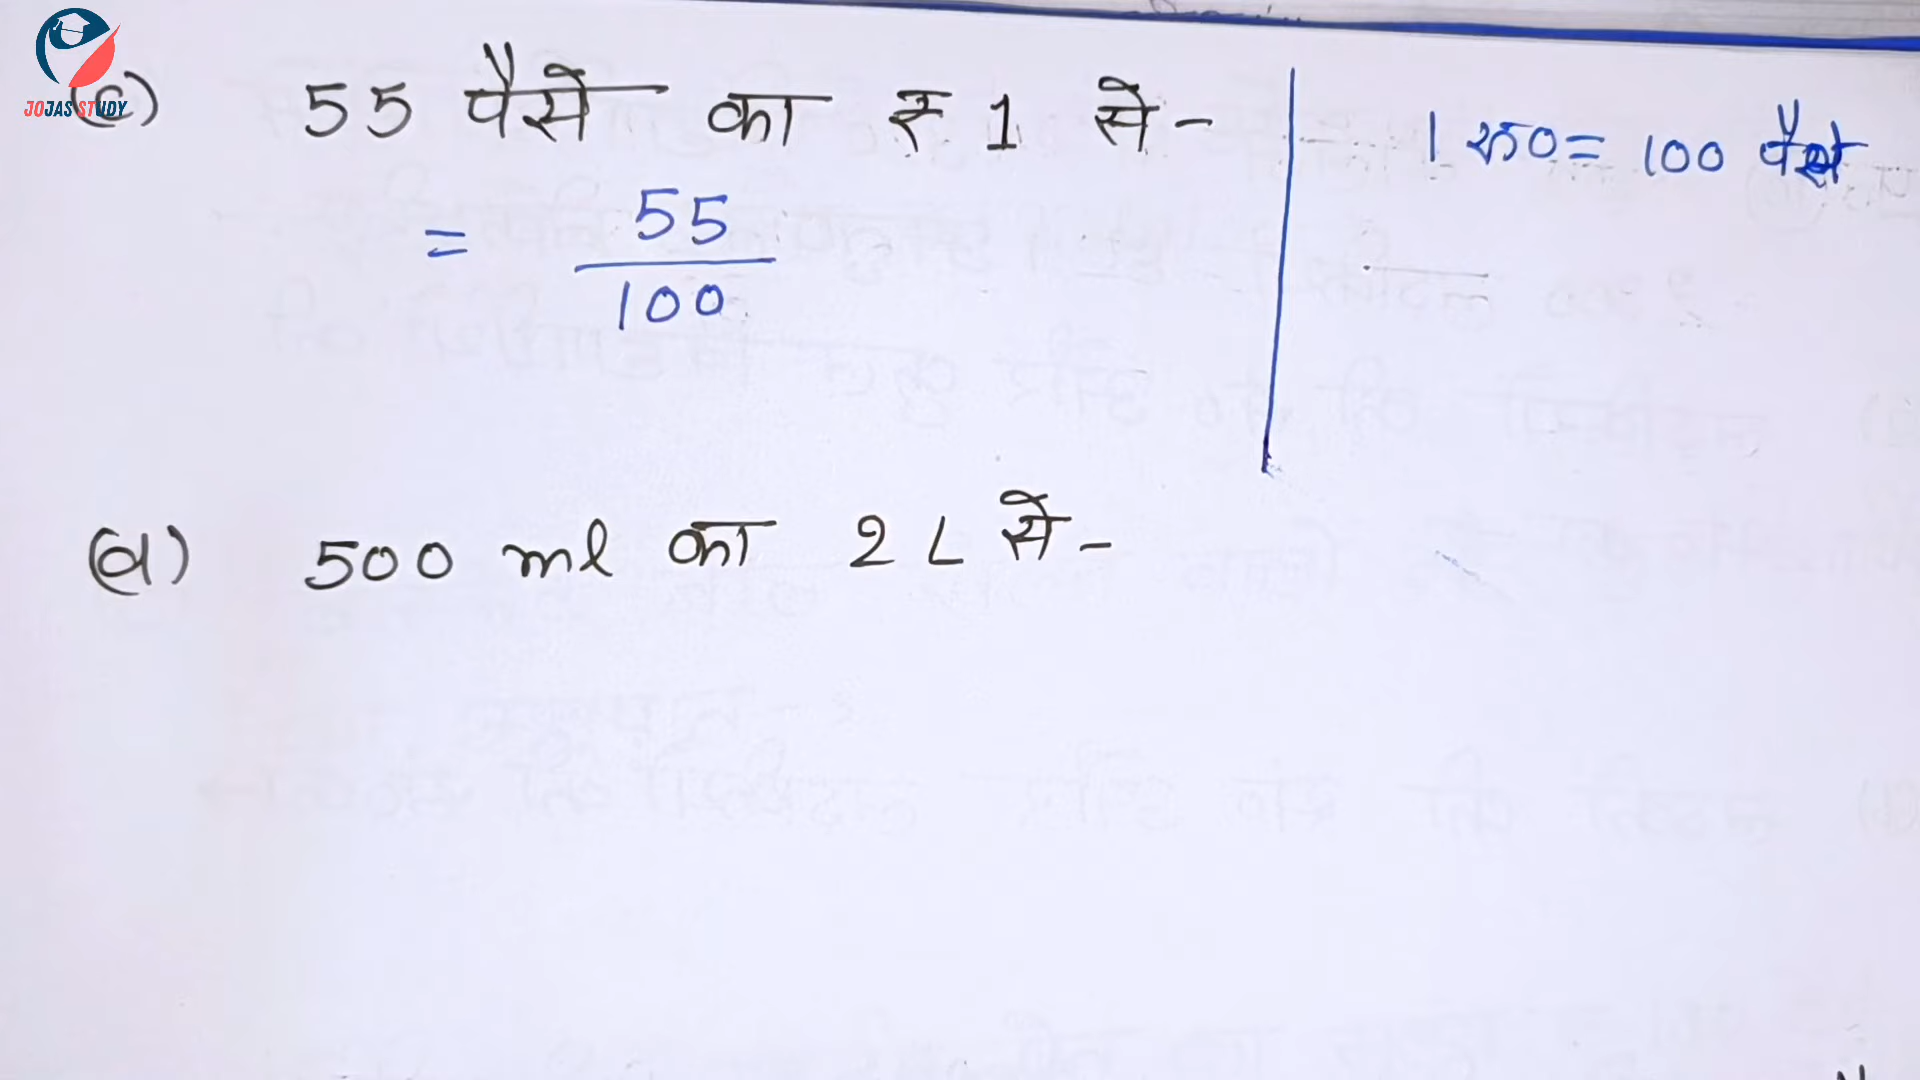 JOJAS STUDY
(c) 55 पैसे का ₹ 1 से-
1 रू0 = 100 पैसे
= 55
100
(d) 500 ml का 2 L से-